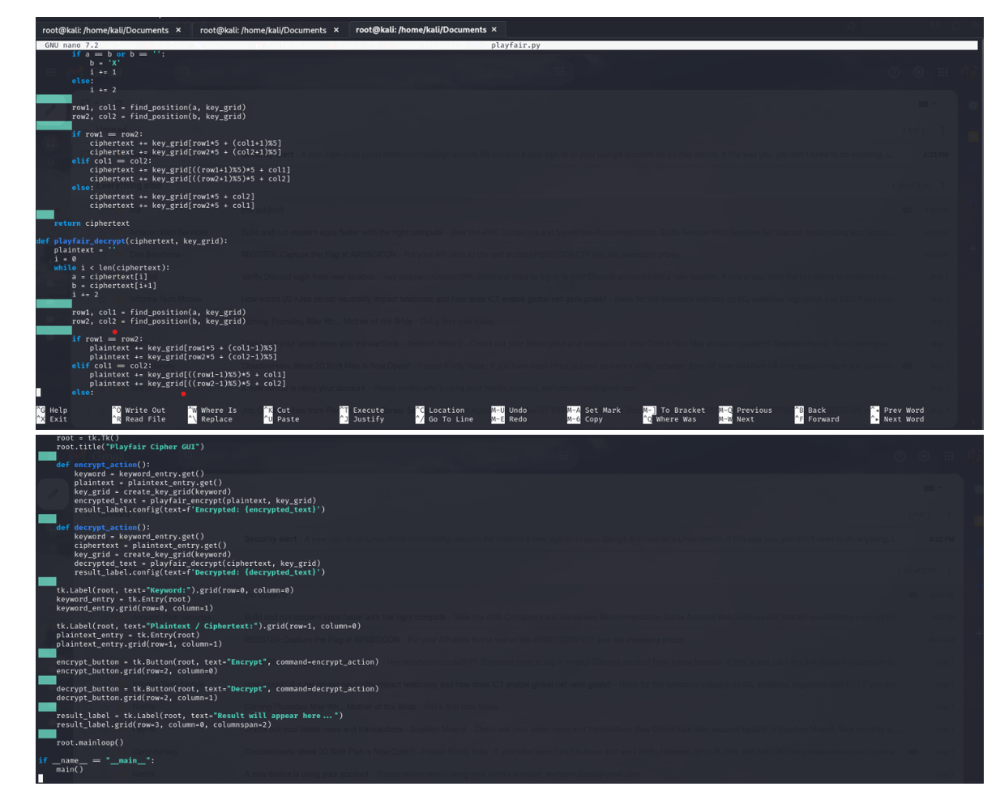 root@kali: /home/kali/Documents × root@kali: /home/kali/Documents × root@kali: /home/kali/Documents ×
GNU nano 7.2 playfair.py
if a == b or b == '':
b = 'X'
i += 1
else:
i += 2
row1, col1 = find_position(a, key_grid)
row2, col2 = find_position(b, key_grid)
if row1 == row2:
ciphertext += key_grid[row1*5 + (col1+1)%5]
ciphertext += key_grid[row2*5 + (col2+1)%5]
elif col1 == col2:
ciphertext += key_grid[((row1+1)%5)*5 + col1]
ciphertext += key_grid[((row2+1)%5)*5 + col2]
else:
ciphertext += key_grid[row1*5 + col2]
ciphertext += key_grid[row2*5 + col1]
return ciphertext
def playfair_decrypt(ciphertext, key_grid):
plaintext = ''
i = 0
while i < len(ciphertext):
a = ciphertext[i]
b = ciphertext[i+1]
i += 2
row1, col1 = find_position(a, key_grid)
row2, col2 = find_position(b, key_grid)
if row1 == row2:
plaintext += key_grid[row1*5 + (col1-1)%5]
plaintext += key_grid[row2*5 + (col2-1)%5]
elif col1 == col2:
plaintext += key_grid[((row1-1)%5)*5 + col1]
plaintext += key_grid[((row2-1)%5)*5 + col2]
else:
^G Help ^O Write Out ^W Where Is ^K Cut ^T Execute ^C Location M-U Undo M-A Set Mark M-] To Bracket M-Q Previous ^B Back ^◂ Prev Word
^X Exit ^R Read File ^\ Replace ^U Paste ^J Justify ^/ Go To Line M-E Redo M-6 Copy ^Q Where Was M-W Next ^F Forward ^▸ Next Word
root = tk.Tk()
root.title("Playfair Cipher GUI")
def encrypt_action():
keyword = keyword_entry.get()
plaintext = plaintext_entry.get()
key_grid = create_key_grid(keyword)
encrypted_text = playfair_encrypt(plaintext, key_grid)
result_label.config(text=f'Encrypted: {encrypted_text}')
def decrypt_action():
keyword = keyword_entry.get()
ciphertext = plaintext_entry.get()
key_grid = create_key_grid(keyword)
decrypted_text = playfair_decrypt(ciphertext, key_grid)
result_label.config(text=f'Decrypted: {decrypted_text}')
tk.Label(root, text="Keyword:").grid(row=0, column=0)
keyword_entry = tk.Entry(root)
keyword_entry.grid(row=0, column=1)
tk.Label(root, text="Plaintext / Ciphertext:").grid(row=1, column=0)
plaintext_entry = tk.Entry(root)
plaintext_entry.grid(row=1, column=1)
encrypt_button = tk.Button(root, text="Encrypt", command=encrypt_action)
encrypt_button.grid(row=2, column=0)
decrypt_button = tk.Button(root, text="Decrypt", command=decrypt_action)
decrypt_button.grid(row=2, column=1)
result_label = tk.Label(root, text="Result will appear here...")
result_label.grid(row=3, column=0, columnspan=2)
root.mainloop()
if __name__ == "__main__":
main()